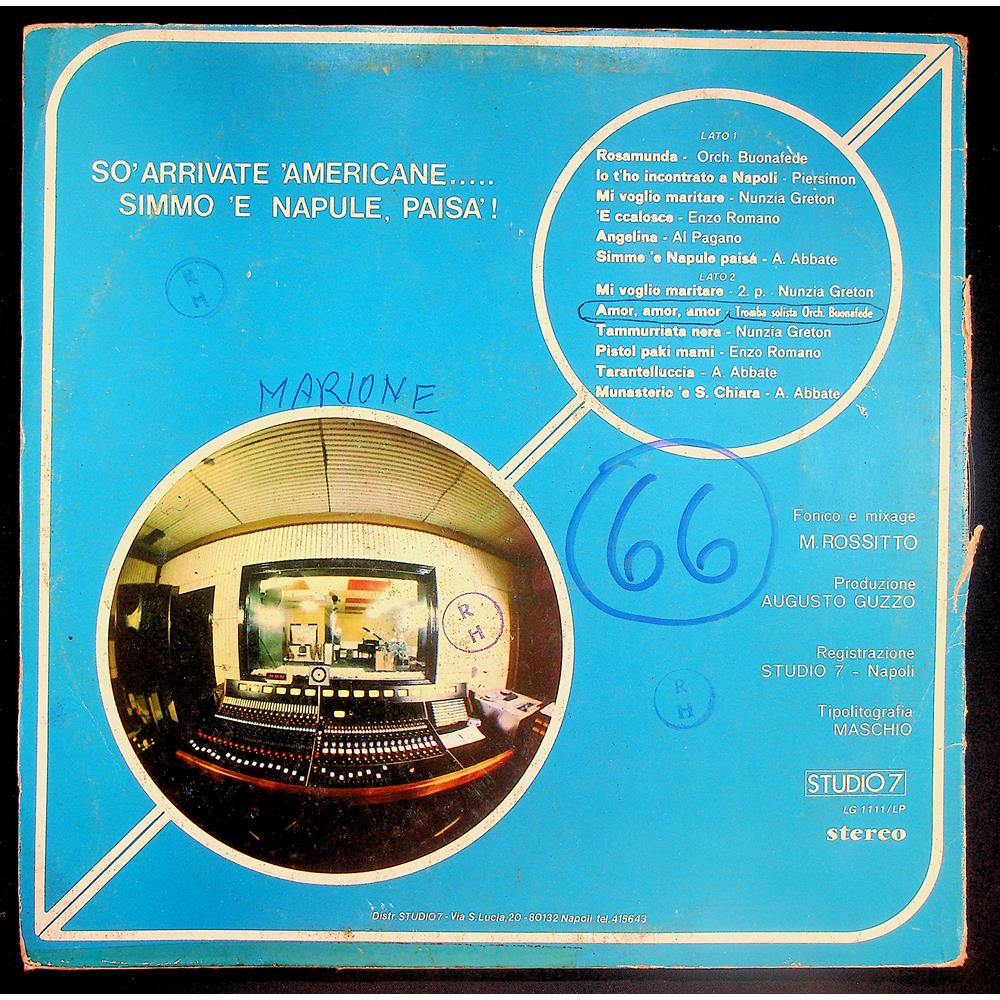 SO' ARRIVATE 'AMERICANE.....
SIMMO 'E NAPULE, PAISA'!
LATO 1
Rosamunda - Orch. Buonafede
Io t'ho incontrato a Napoli - Piersimon
Mi voglio maritare - Nunzia Greton
'E ccalosce - Enzo Romano
Angelina - Al Pagano
Simme 'e Napule paisá - A. Abbate
LATO 2
Mi voglio maritare - 2. p. - Nunzia Greton
Amor, amor, amor - Tromba solista Orch. Buonafede
Tammurriata nera - Nunzia Greton
Pistol paki mami - Enzo Romano
Tarantelluccia - A. Abbate
Munasterio 'e S. Chiara - A. Abbate
R
H
MARIONE
66
R
H
R
H
Fonico e mixage
M. ROSSITTO
Produzione
AUGUSTO GUZZO
Registrazione
STUDIO 7 - Napoli
Tipolitografia
MASCHIO
STUDIO 7
LG 1111/LP
stereo
Distr. STUDIO 7 - Via S. Lucia, 20 - 80132 Napoli. tel. 415643